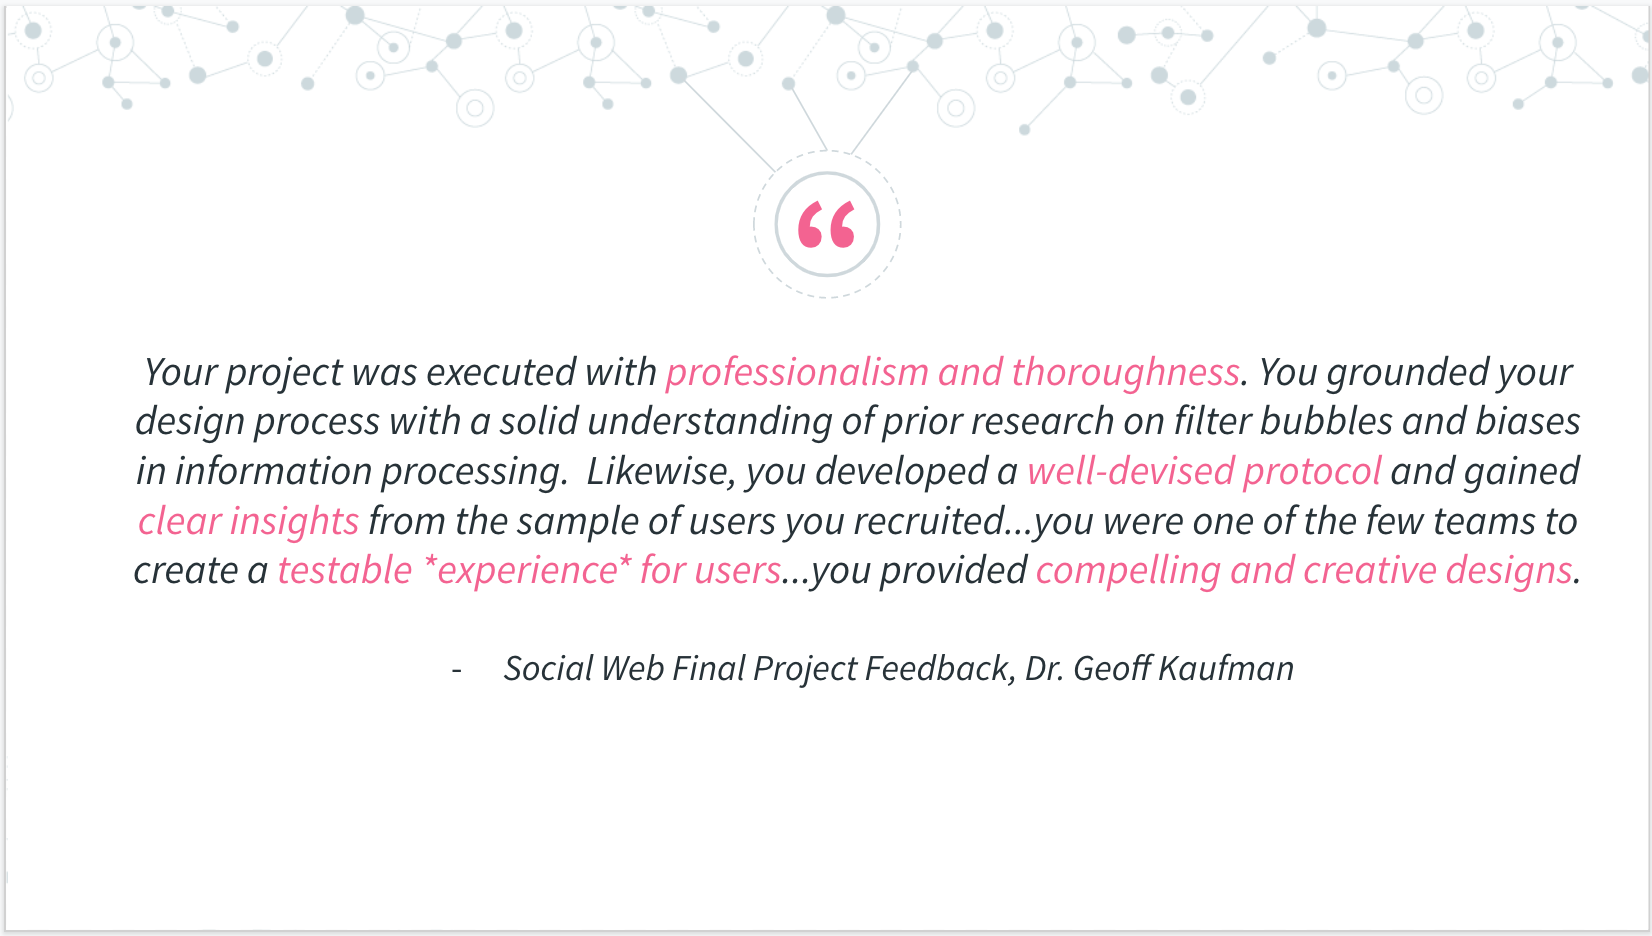 “
Your project was executed with professionalism and thoroughness. You grounded your
design process with a solid understanding of prior research on filter bubbles and biases
in information processing.  Likewise, you developed a well-devised protocol and gained
clear insights from the sample of users you recruited...you were one of the few teams to
create a testable *experience* for users...you provided compelling and creative designs.
- Social Web Final Project Feedback, Dr. Geoff Kaufman